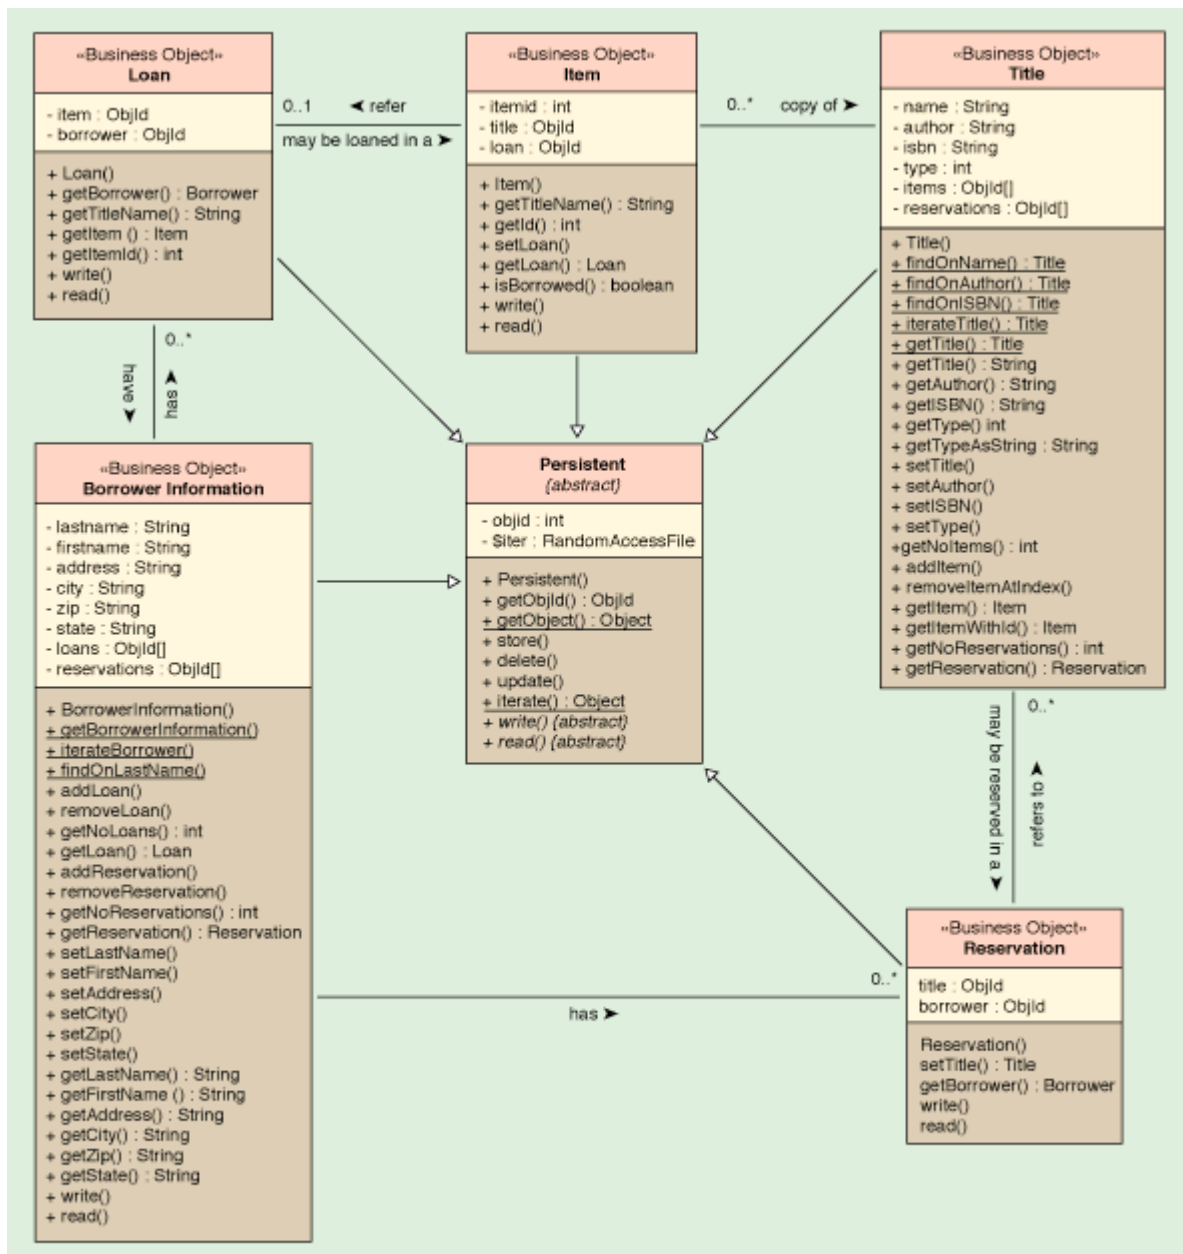 «Business Object»
Loan
- item : ObjId
- borrower : ObjId
+ Loan()
+ getBorrower() : Borrower
+ getTitleName() : String
+ getItem () : Item
+ getItemId() : int
+ write()
+ read()
0..1 ◄ refer
may be loaned in a ➤
«Business Object»
Item
- itemid : int
- title : ObjId
- loan : ObjId
+ Item()
+ getTitleName() : String
+ getId() : int
+ setLoan()
+ getLoan() : Loan
+ isBorrowed() : boolean
+ write()
+ read()
0..* copy of ➤
«Business Object»
Title
- name : String
- author : String
- isbn : String
- type : int
- items : ObjId[]
- reservations : ObjId[]
+ Title()
+ findOnName() : Title
+ findOnAuthor() : Title
+ findOnISBN() : Title
+ iterateTitle() : Title
+ getTitle() : Title
+ getTitle() : String
+ getAuthor() : String
+ getISBN() : String
+ getType() int
+ getTypeAsString : String
+ setTitle()
+ setAuthor()
+ setISBN()
+ setType()
+getNoItems() : int
+ addItem()
+ removeItemAtIndex()
+ getItem() : Item
+ getItemWithId() : Item
+ getNoReservations() : int
+ getReservation() : Reservation
0..*
have ➤
has ➤
«Business Object»
Borrower Information
- lastname : String
- firstname : String
- address : String
- city : String
- zip : String
- state : String
- loans : ObjId[]
- reservations : ObjId[]
+ BorrowerInformation()
+ getBorrowerInformation()
+ iterateBorrower()
+ findOnLastName()
+ addLoan()
+ removeLoan()
+ getNoLoans() : int
+ getLoan() : Loan
+ addReservation()
+ removeReservation()
+ getNoReservations() : int
+ getReservation() : Reservation
+ setLastName()
+ setFirstName()
+ setAddress()
+ setCity()
+ setZip()
+ setState()
+ getLastName() : String
+ getFirstName () : String
+ getAddress() : String
+ getCity() : String
+ getZip() : String
+ getState() : String
+ write()
+ read()
Persistent
{abstract}
- objid : int
- $iter : RandomAccessFile
+ Persistent()
+ getObjId() : ObjId
+ getObject() : Object
+ store()
+ delete()
+ update()
+ iterate() : Object
+ write() {abstract}
+ read() {abstract}
0..*
may be reserved in a ➤
refers to ➤
0..*
has ➤
«Business Object»
Reservation
title : ObjId
borrower : ObjId
Reservation()
setTitle() : Title
getBorrower() : Borrower
write()
read()